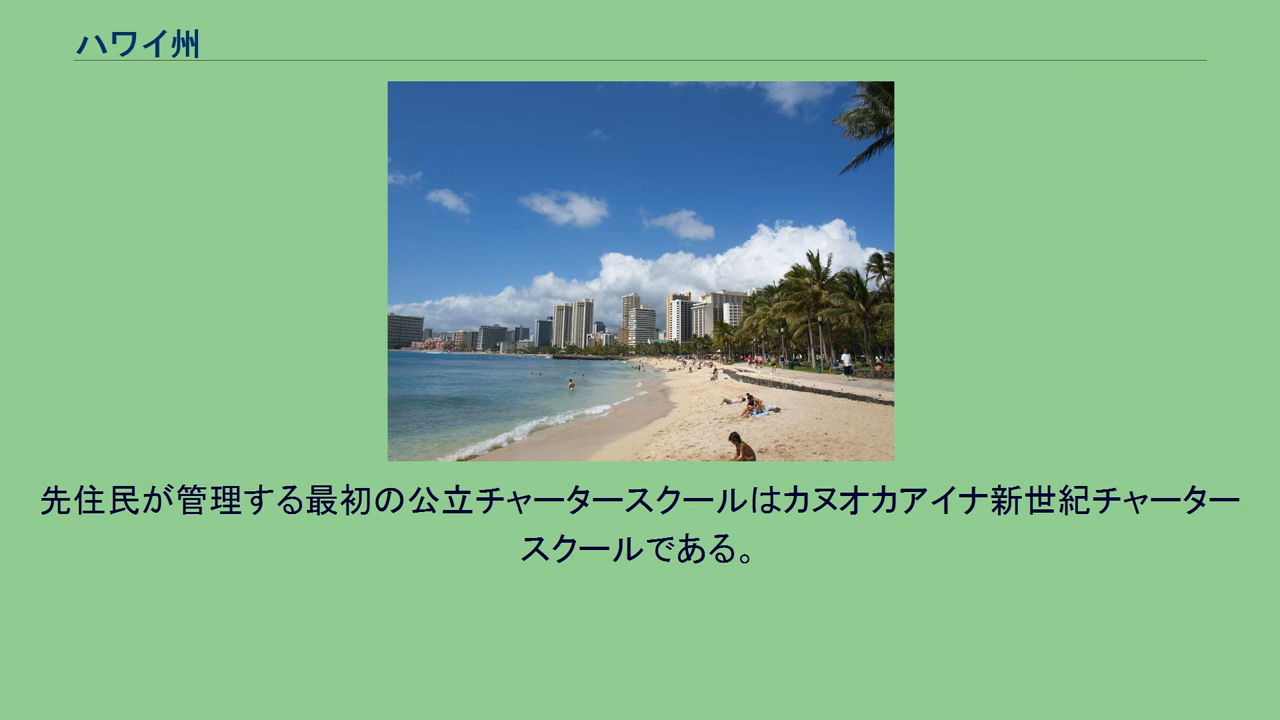 ハワイ州
先住民が管理する最初の公立チャータースクールはカヌオカアイナ新世紀チャーター
スクールである。